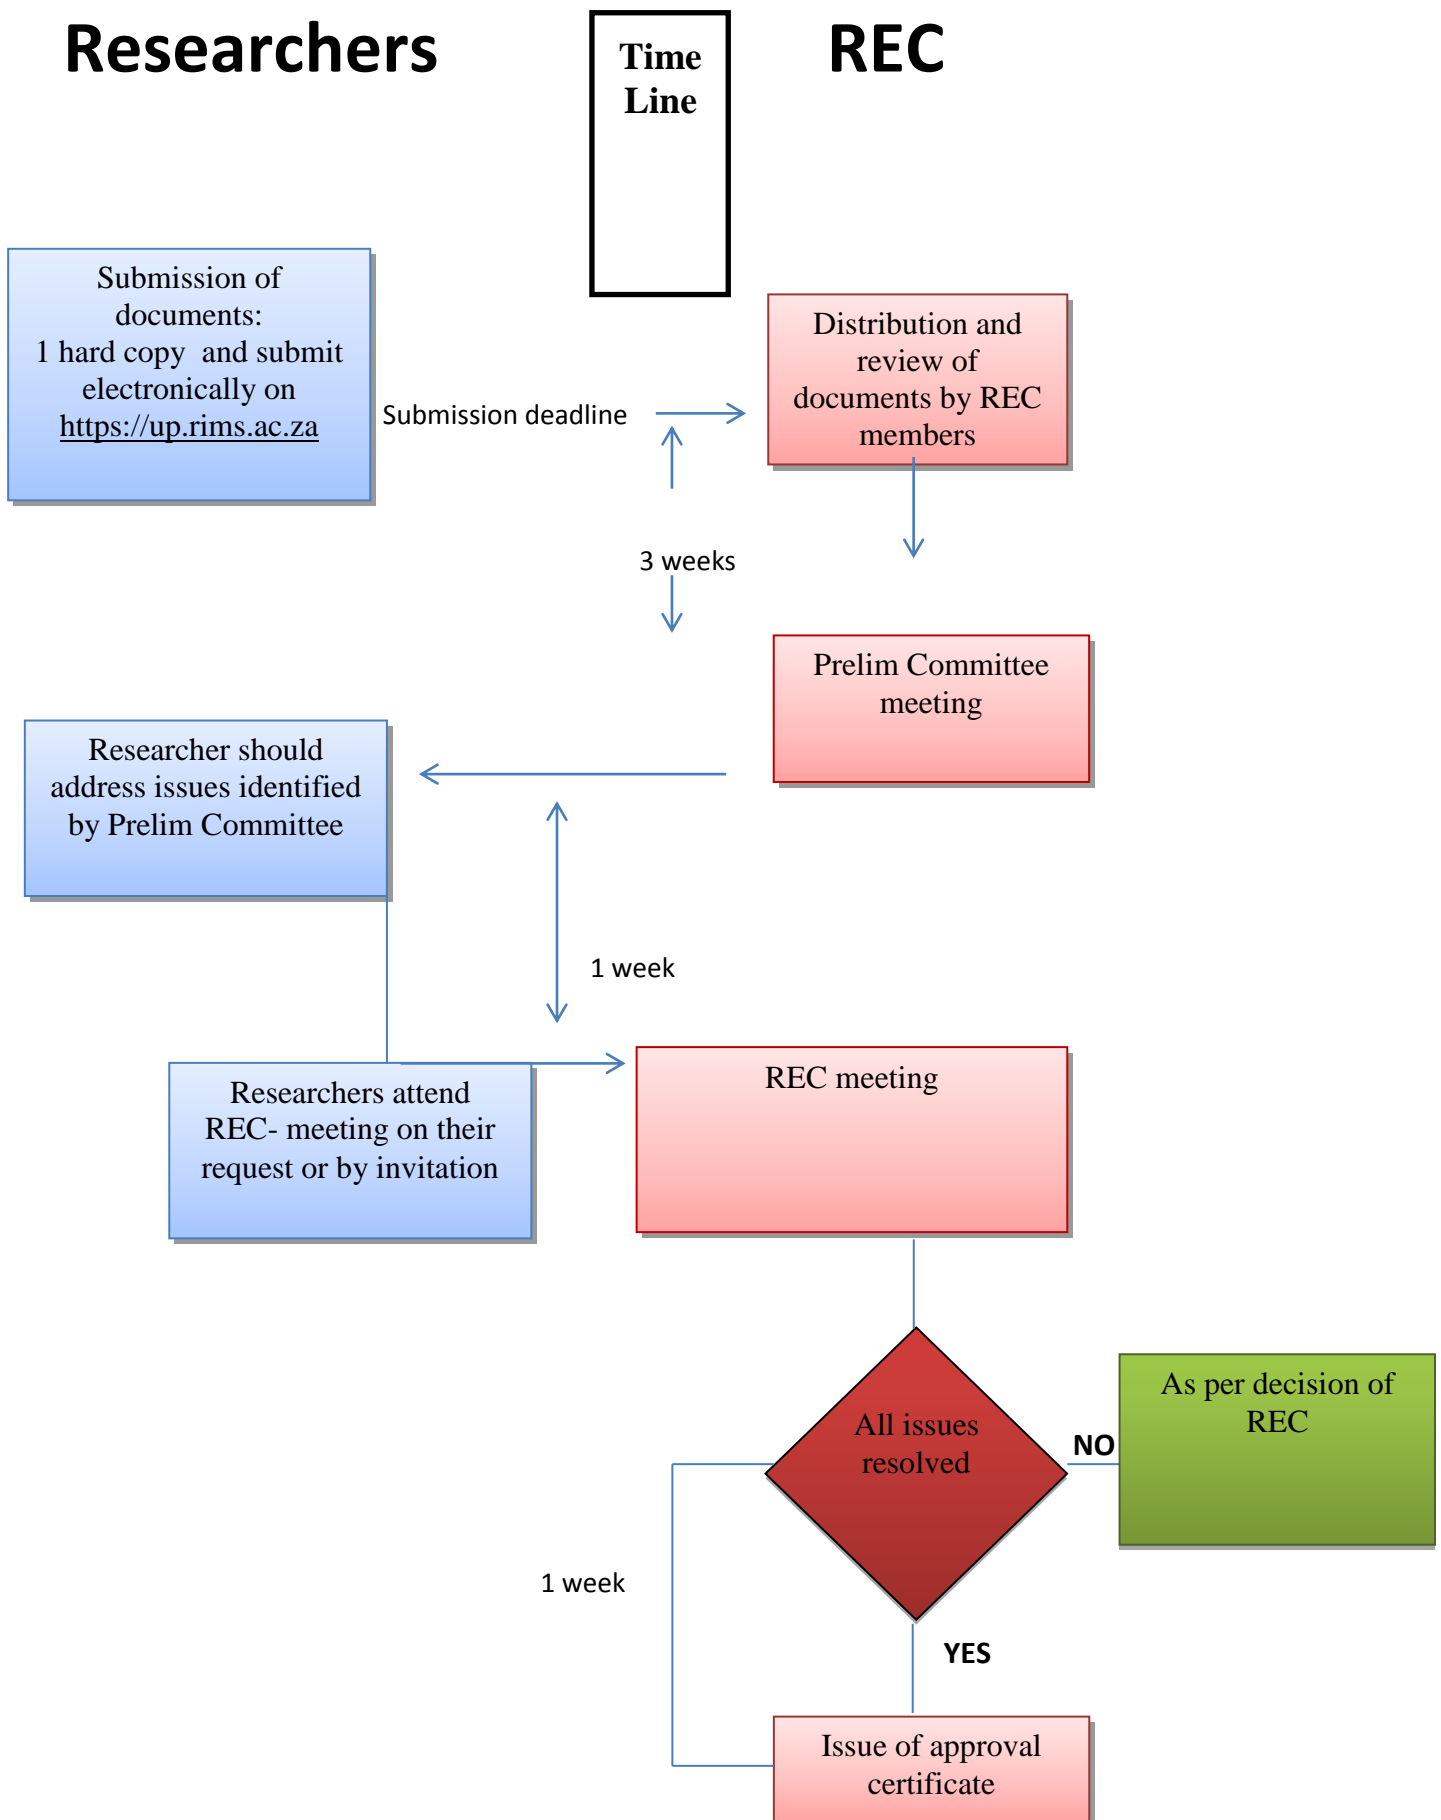 Researchers
Time
Line
REC
Submission of
documents:
1 hard copy and submit
electronically on
https://up.rims.ac.za
Submission deadline
Distribution and
review of
documents by REC
members
3 weeks
Prelim Committee
meeting
Researcher should
address issues identified
by Prelim Committee
1 week
Researchers attend
REC- meeting on their
request or by invitation
REC meeting
All issues
resolved
NO
As per decision of
REC
1 week
YES
Issue of approval
certificate